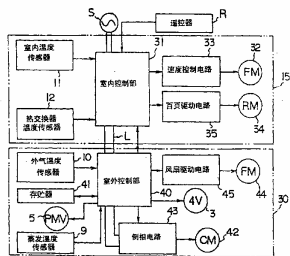 S
遥控器
R
室内温度
传感器
11
31
室内控制部
33
速度控制电路
32
FM
15
12
热交换器
温度传感器
百页驱动电路
35
RM
34
L
外气温度
传感器
10
室外控制部
40
风扇驱动电路
45
FM
44
30
存贮器
41
4V
3
5
PMV
43
蒸发温度
传感器
9
倒相电路
CM
42